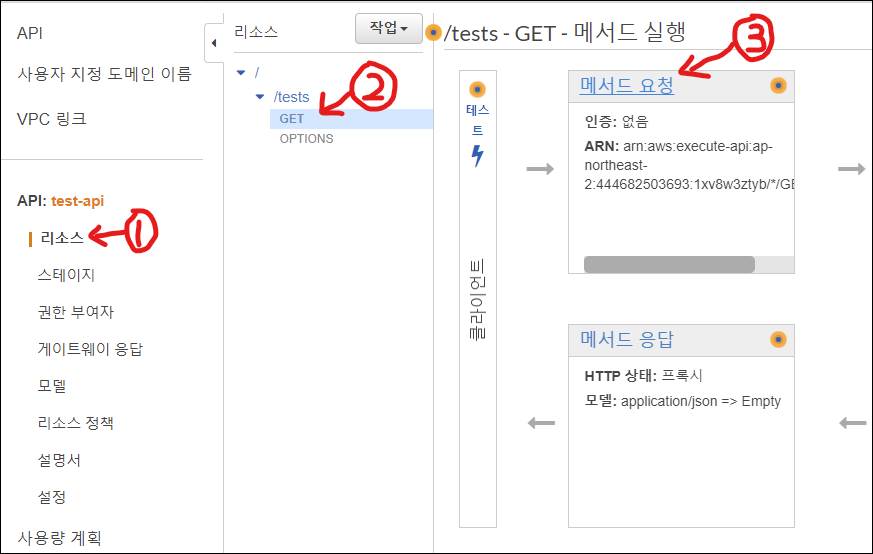 API
사용자 지정 도메인 이름
VPC 링크
API: test-api
리소스
①
스테이지
권한 부여자
게이트웨이 응답
모델
리소스 정책
설명서
설정
사용량 계획
리소스
작업
/
/tests
GET
②
OPTIONS
/tests - GET - 메서드 실행
③
테스
트
클라이언트
메서드 요청
인증: 없음
ARN: arn:aws:execute-api:ap-
northeast-
2:444682503693:1xv8w3ztyb/*/GE
메서드 응답
HTTP 상태: 프록시
모델: application/json => Empty